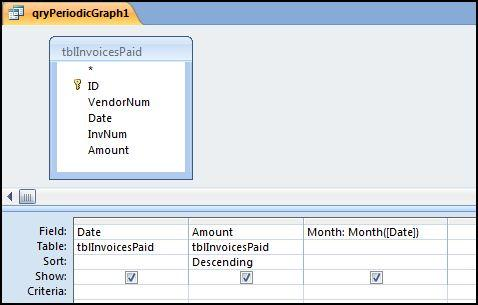 qryPeriodicGraph1
tblInvoicesPaid
*
ID
VendorNum
Date
InvNum
Amount
Field: Date Amount Month: Month([Date])
Table: tblInvoicesPaid tblInvoicesPaid
Sort: Descending
Show:
Criteria: